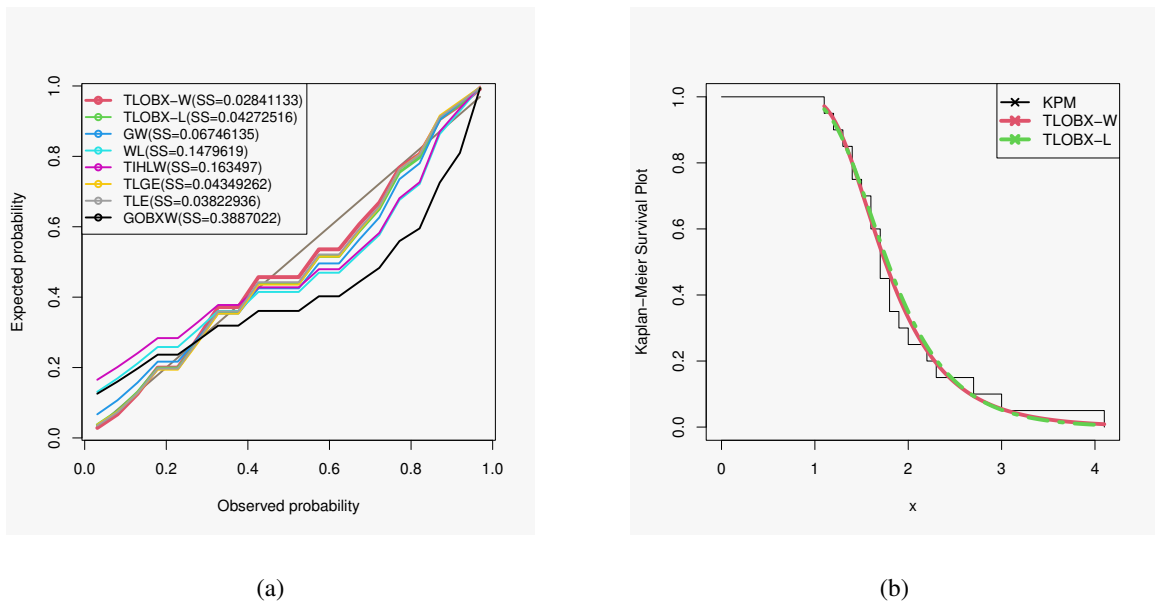 1.0
0.8
0.6
0.4
0.2
0.0
Expected probability
TLOBX−W(SS=0.02841133)
TLOBX−L(SS=0.04272516)
GW(SS=0.06746135)
WL(SS=0.1479619)
TIHLW(SS=0.163497)
TLGE(SS=0.04349262)
TLE(SS=0.03822936)
GOBXW(SS=0.3887022)
0.0 0.2 0.4 0.6 0.8 1.0
Observed probability
(a)
1.0
0.8
0.6
0.4
0.2
0.0
Kaplan−Meier Survival Plot
KPM
TLOBX−W
TLOBX−L
0 1 2 3 4
x
(b)